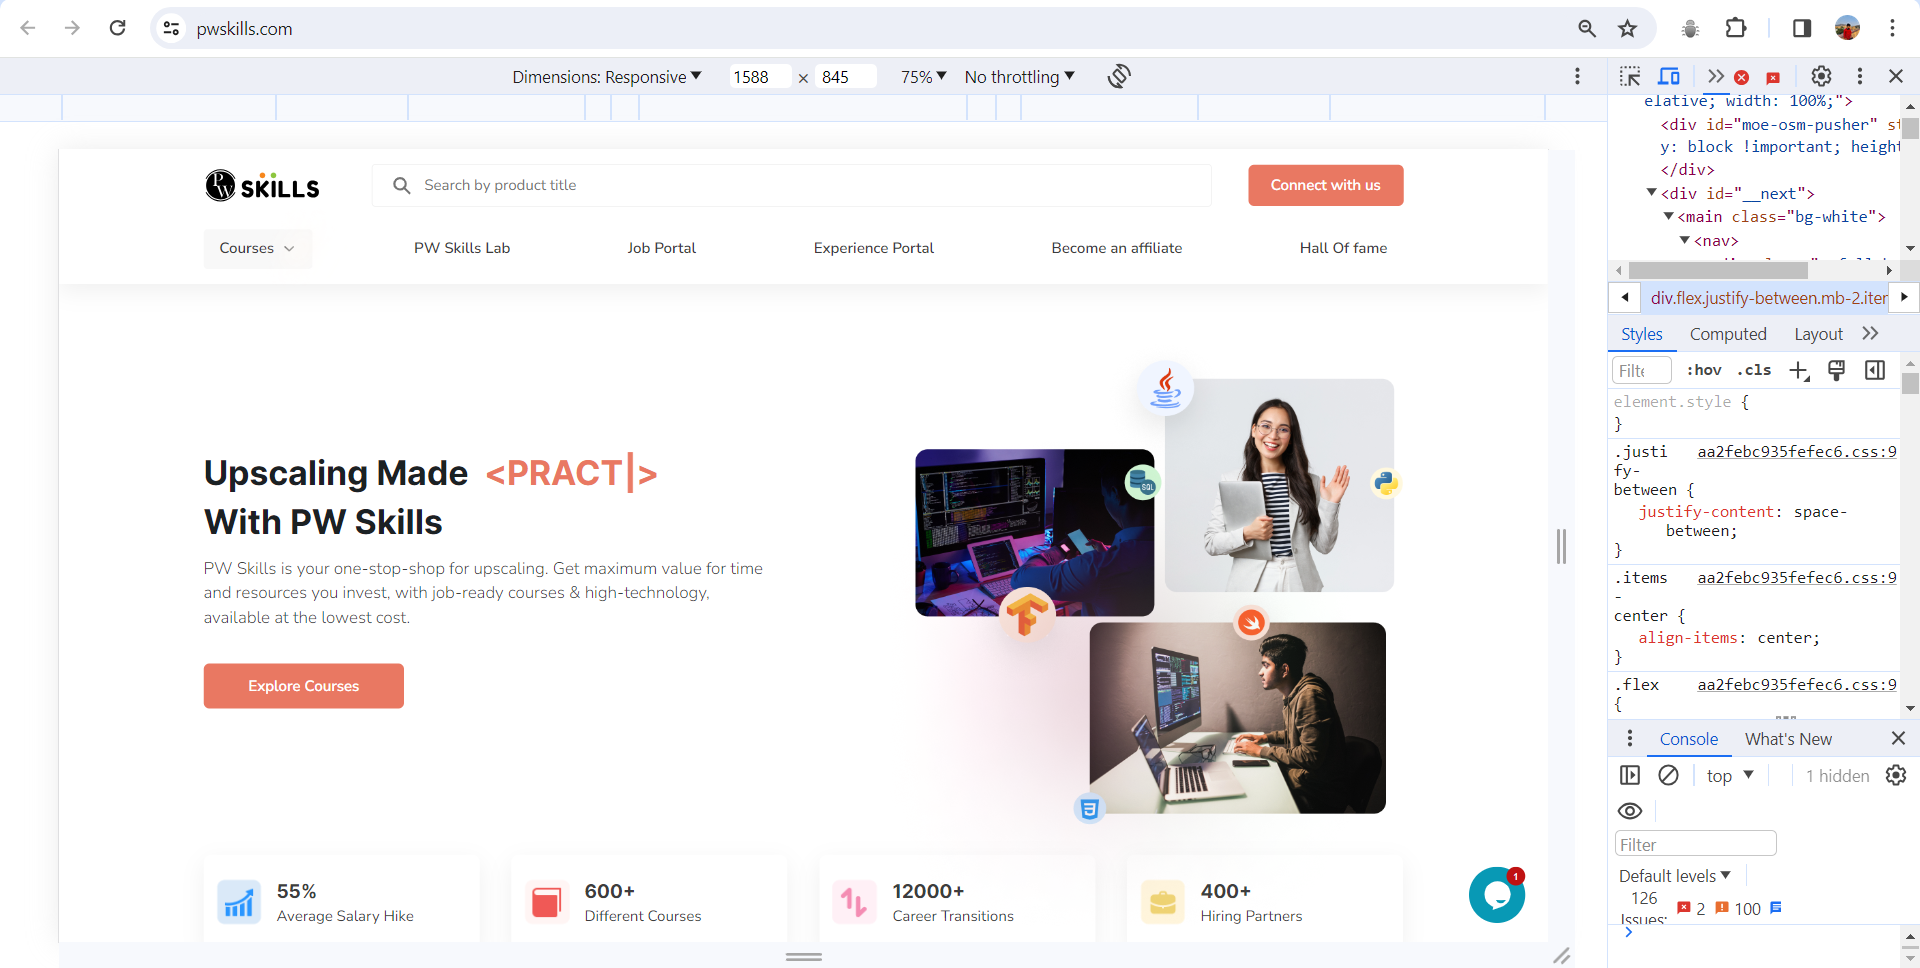 pwskills.com
Dimensions: Responsive 1588 × 845 75% No throttling
elative; width: 100%;">
<div id="moe-osm-pusher" st
y: block !important; height
</div>
<div id="__next">
<main class="bg-white">
<nav>
div.flex.justify-between.mb-2.iter
Styles Computed Layout
:hov .cls
element.style {
}
.justi aa2febc935fefec6.css:9
fy-
between {
justify-content: space-
between;
}
.items aa2febc935fefec6.css:9
-
center {
align-items: center;
}
.flex aa2febc935fefec6.css:9
{
Console What's New
top 1 hidden
Filter
Default levels
126
Issues: 2 100
PW SKILLS
Search by product title
Connect with us
Courses PW Skills Lab Job Portal Experience Portal Become an affiliate Hall Of fame
Upscaling Made <PRACT|>
With PW Skills
PW Skills is your one-stop-shop for upscaling. Get maximum value for time
and resources you invest, with job-ready courses & high-technology,
available at the lowest cost.
Explore Courses
SQL
55%
Average Salary Hike
600+
Different Courses
12000+
Career Transitions
400+
Hiring Partners
1